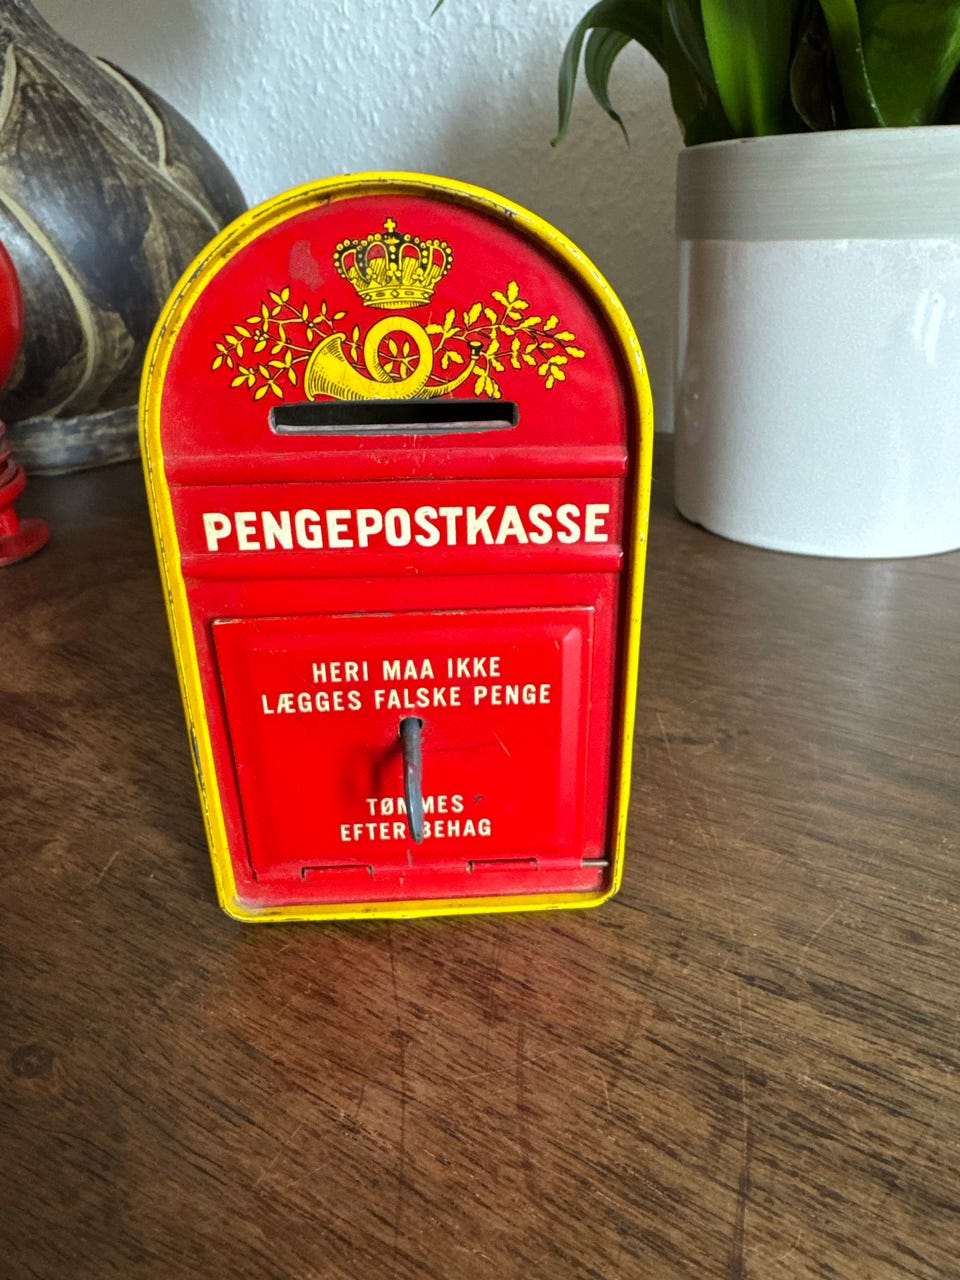 PENGEPOSTKASSE
HERI MAA IKKE
LÆGGES FALSKE PENGE
TØMMES
EFTER BEHAG